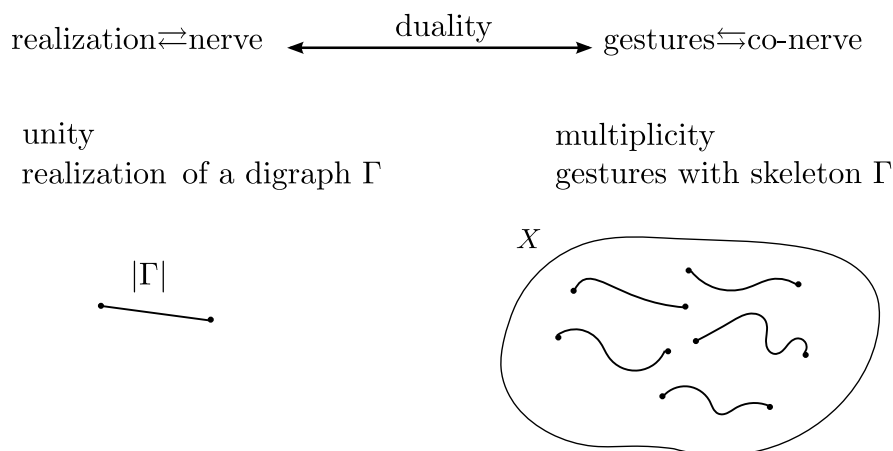 realization⇄nerve
duality
gestures⇆co-nerve
unity
multiplicity
realization of a digraph Γ
gestures with skeleton Γ
X
|Γ|